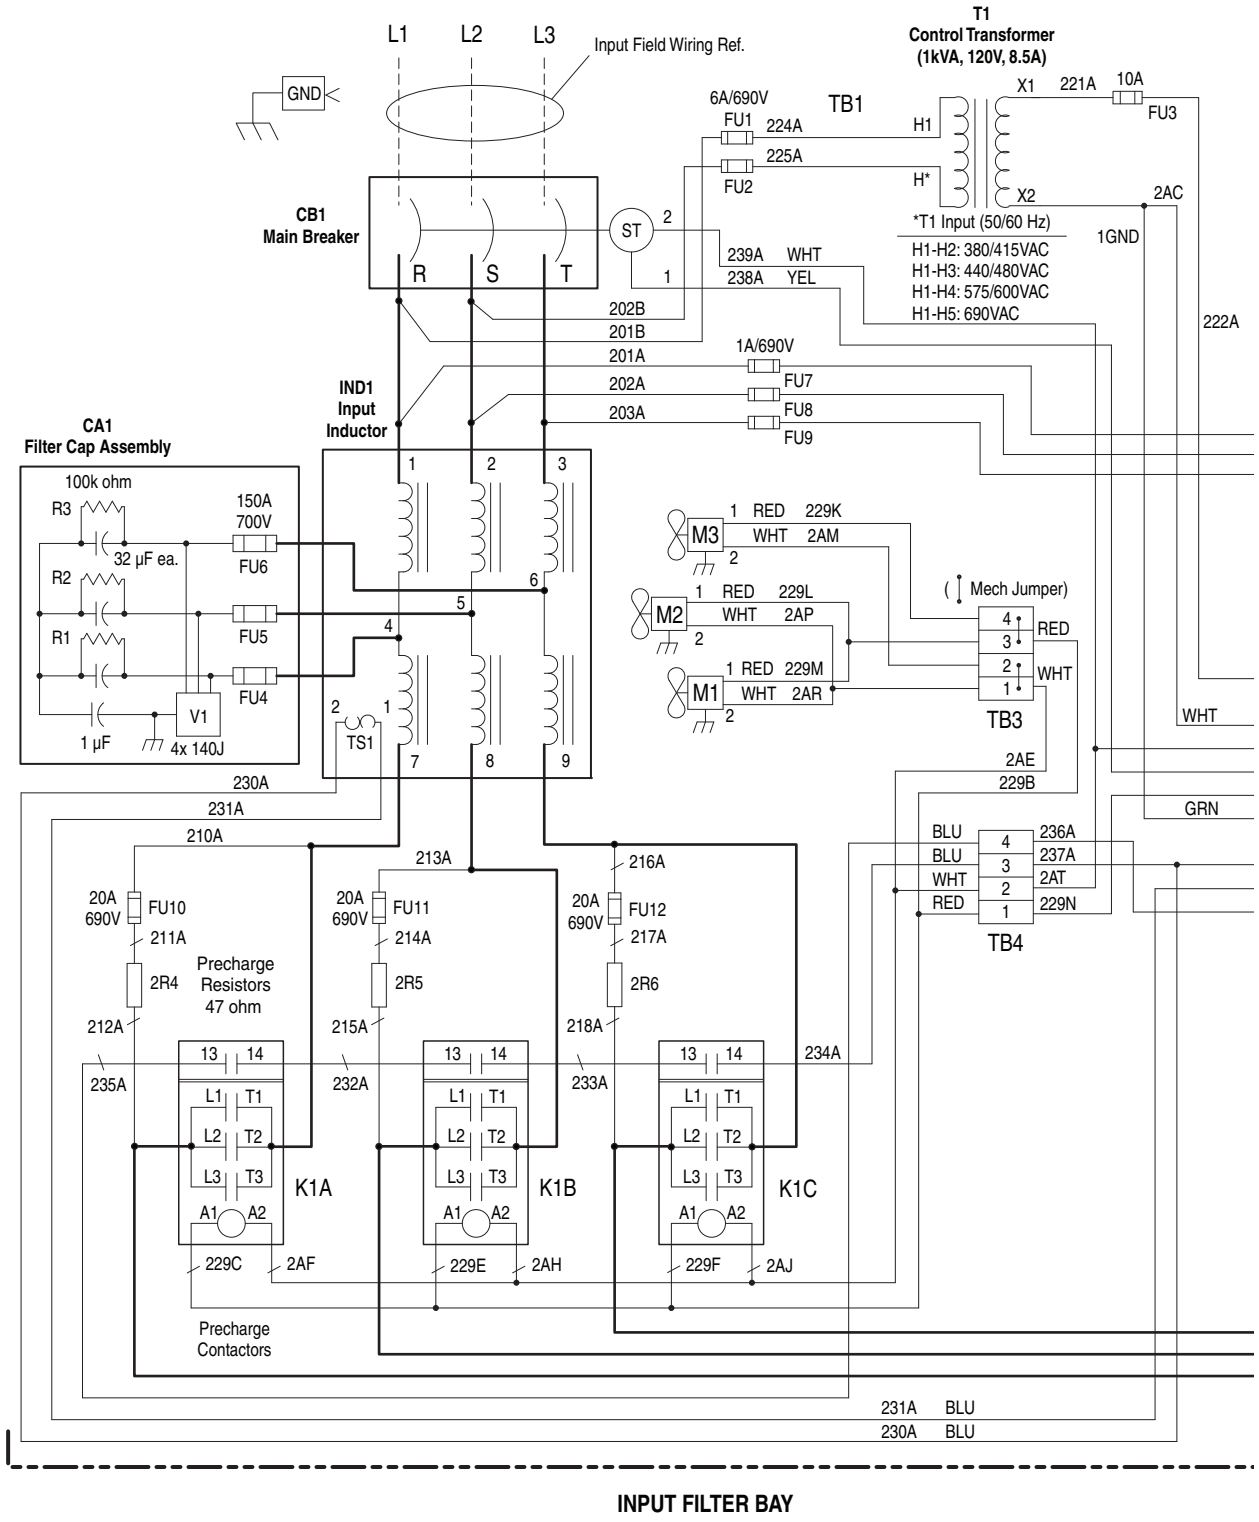 T1
Control Transformer
(1kVA, 120V, 8.5A)
L1 L2 L3
Input Field Wiring Ref.
GND
6A/690V
FU1
224A
TB1
H1
X1
221A
10A
FU3
225A
FU2
H*
X2
2AC
CB1
Main Breaker
ST
2
1
*T1 Input (50/60 Hz)
H1-H2: 380/415VAC
H1-H3: 440/480VAC
H1-H4: 575/600VAC
H1-H5: 690VAC
1GND
239A WHT
238A YEL
R S T
222A
202B
201B
201A
202A
203A
1A/690V
FU7
FU8
FU9
IND1
Input
Inductor
CA1
Filter Cap Assembly
1 2 3
100k ohm
R3
150A
700V
FU6
32 µF ea.
R2
FU5
R1
FU4
6
5
4
V1
4x 140J
1 µF
2 1
TS1
7 8 9
M3
1 RED 229K
WHT 2AM
2
M2
1 RED 229L
WHT 2AP
2
M1
1 RED 229M
WHT 2AR
2
( Mech Jumper)
4
3
2
1
RED
WHT
TB3
WHT
2AE
229B
GRN
230A
231A
210A
213A
216A
BLU 4 236A
BLU 3 237A
WHT 2 2AT
RED 1 229N
TB4
20A
690V
FU10
20A
690V
FU11
20A
690V
FU12
211A
214A
217A
Precharge
Resistors
47 ohm
2R4
2R5
2R6
212A
215A
218A
13 14
13 14
13 14
234A
235A
232A
233A
L1 T1
L2 T2
L3 T3
K1A
A1 A2
L1 T1
L2 T2
L3 T3
K1B
A1 A2
L1 T1
L2 T2
L3 T3
K1C
A1 A2
229C 2AF
229E 2AH
229F 2AJ
Precharge
Contactors
231A BLU
230A BLU
INPUT FILTER BAY